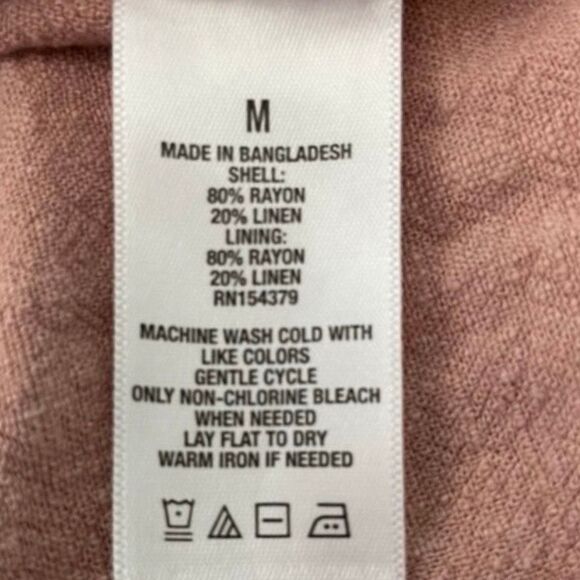 M
MADE IN BANGLADESH
SHELL:
80% RAYON
20% LINEN
LINING:
80% RAYON
20% LINEN
RN154379
MACHINE WASH COLD WITH
LIKE COLORS
GENTLE CYCLE
ONLY NON-CHLORINE BLEACH
WHEN NEEDED
LAY FLAT TO DRY
WARM IRON IF NEEDED